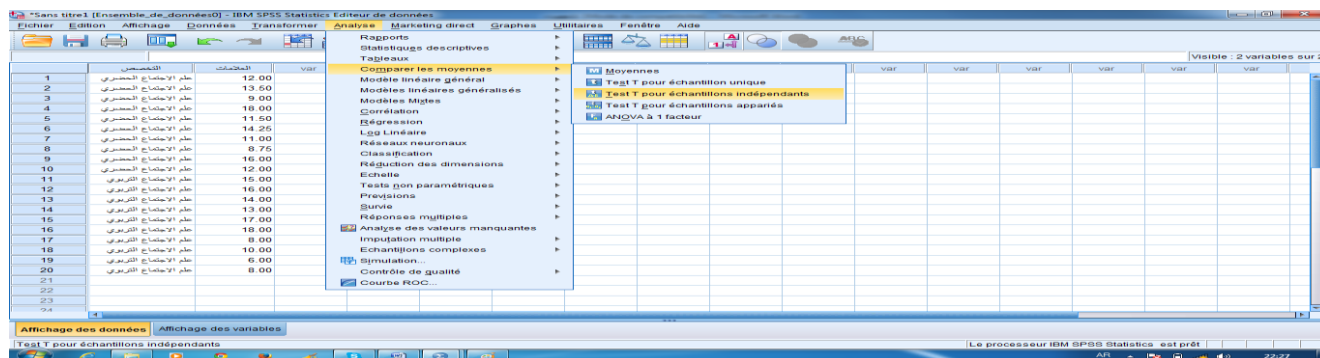 *Sans titre1 [Ensemble_de_données0] - IBM SPSS Statistics Editeur de données
Fichier Edition Affichage Données Transformer Analyse Marketing direct Graphes Utilitaires Fenêtre Aide
Visible : 2 variables sur 2
Rapports
Statistiques descriptives
Tableaux
Comparer les moyennes
Modèle linéaire général
Modèles linéaires généralisés
Modèles Mixtes
Corrélation
Régression
Log Linéaire
Réseaux neuronaux
Classification
Réduction des dimensions
Echelle
Tests non paramétriques
Prévisions
Survie
Réponses multiples
Analyse des valeurs manquantes
Imputation multiple
Echantillons complexes
Simulation...
Contrôle de qualité
Courbe ROC...
Moyennes
Test T pour échantillon unique
Test T pour échantillons indépendants
Test T pour échantillons appariés
ANOVA à 1 facteur
التخصص العلامات var var var var var var var
1 علم الاجتماع الحضري 12.00
2 علم الاجتماع الحضري 13.50
3 علم الاجتماع الحضري 9.00
4 علم الاجتماع الحضري 18.00
5 علم الاجتماع الحضري 11.50
6 علم الاجتماع الحضري 14.25
7 علم الاجتماع الحضري 11.00
8 علم الاجتماع الحضري 8.75
9 علم الاجتماع الحضري 16.00
10 علم الاجتماع الحضري 12.00
11 علم الاجتماع التربوي 15.00
12 علم الاجتماع التربوي 16.00
13 علم الاجتماع التربوي 14.00
14 علم الاجتماع التربوي 13.00
15 علم الاجتماع التربوي 17.00
16 علم الاجتماع التربوي 18.00
17 علم الاجتماع التربوي 8.00
18 علم الاجتماع التربوي 10.00
19 علم الاجتماع التربوي 6.00
20 علم الاجتماع التربوي 8.00
21
22
23
24
Affichage des données Affichage des variables
Test T pour échantillons indépendants Le processeur IBM SPSS Statistics est prêt
AR 22:27